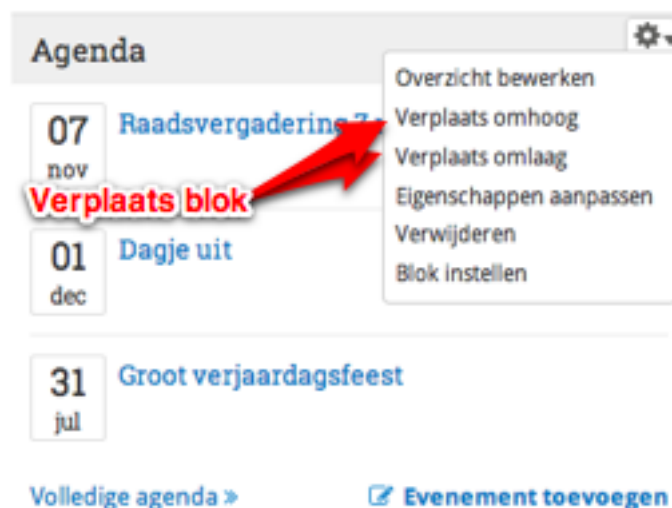 Agenda
Overzicht bewerken
07
nov
Raadsvergadering
Verplaats omhoog
Verplaats omlaag
Verplaats blok
Eigenschappen aanpassen
Verwijderen
Blok instellen
01
dec
Dagje uit
31
jul
Groot verjaardagsfeest
Volledige agenda »
Evenement toevoegen